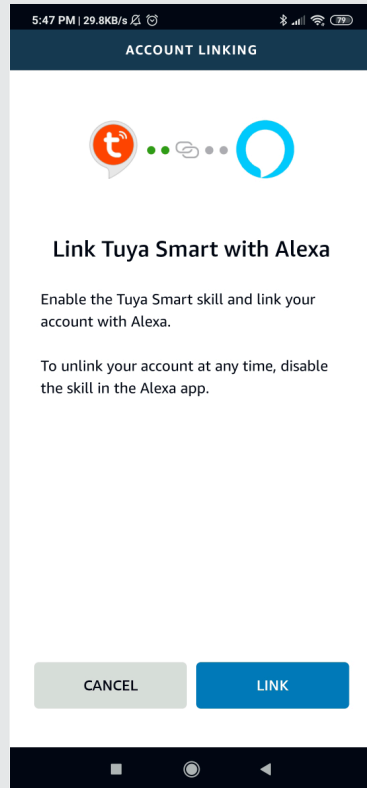 5:47 PM | 29.8KB/s 79
ACCOUNT LINKING
Link Tuya Smart with Alexa
Enable the Tuya Smart skill and link your
account with Alexa.
To unlink your account at any time, disable
the skill in the Alexa app.
CANCEL LINK